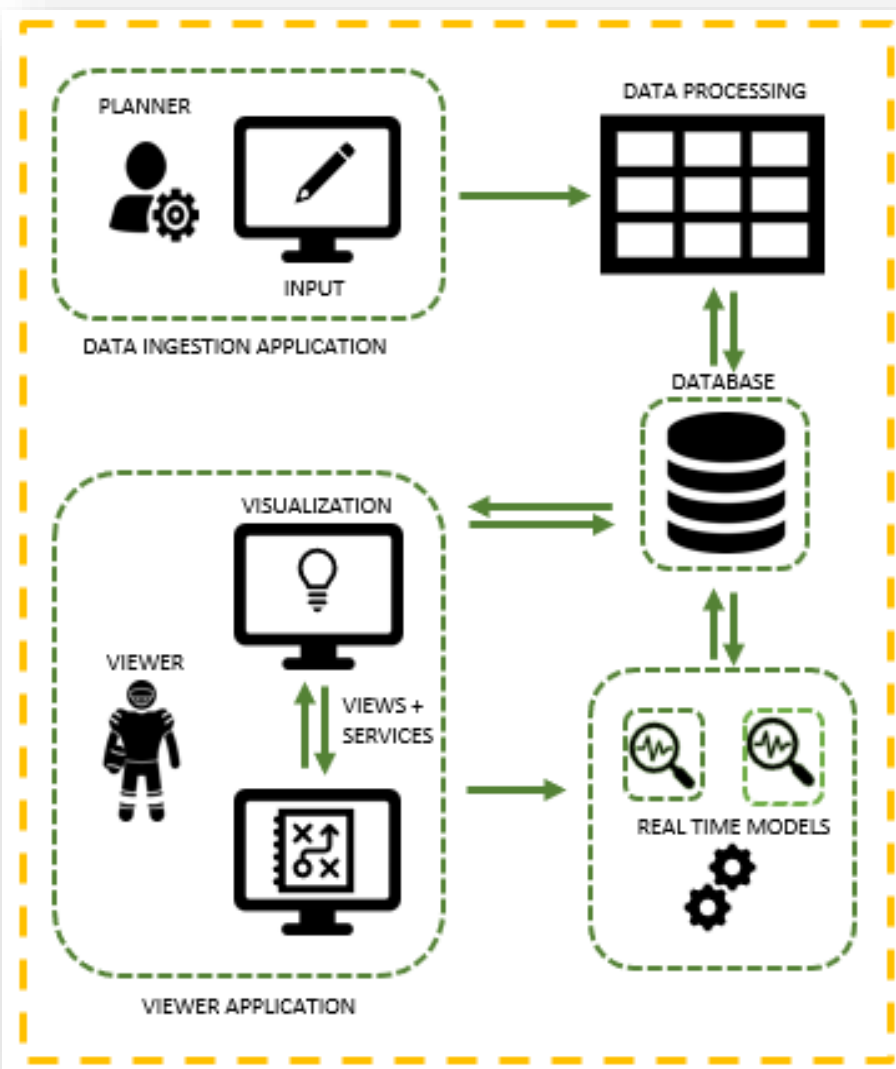 PLANNER
INPUT
DATA INGESTION APPLICATION
DATA PROCESSING
DATABASE
VISUALIZATION
VIEWER
VIEWS +
SERVICES
VIEWER APPLICATION
REAL TIME MODELS